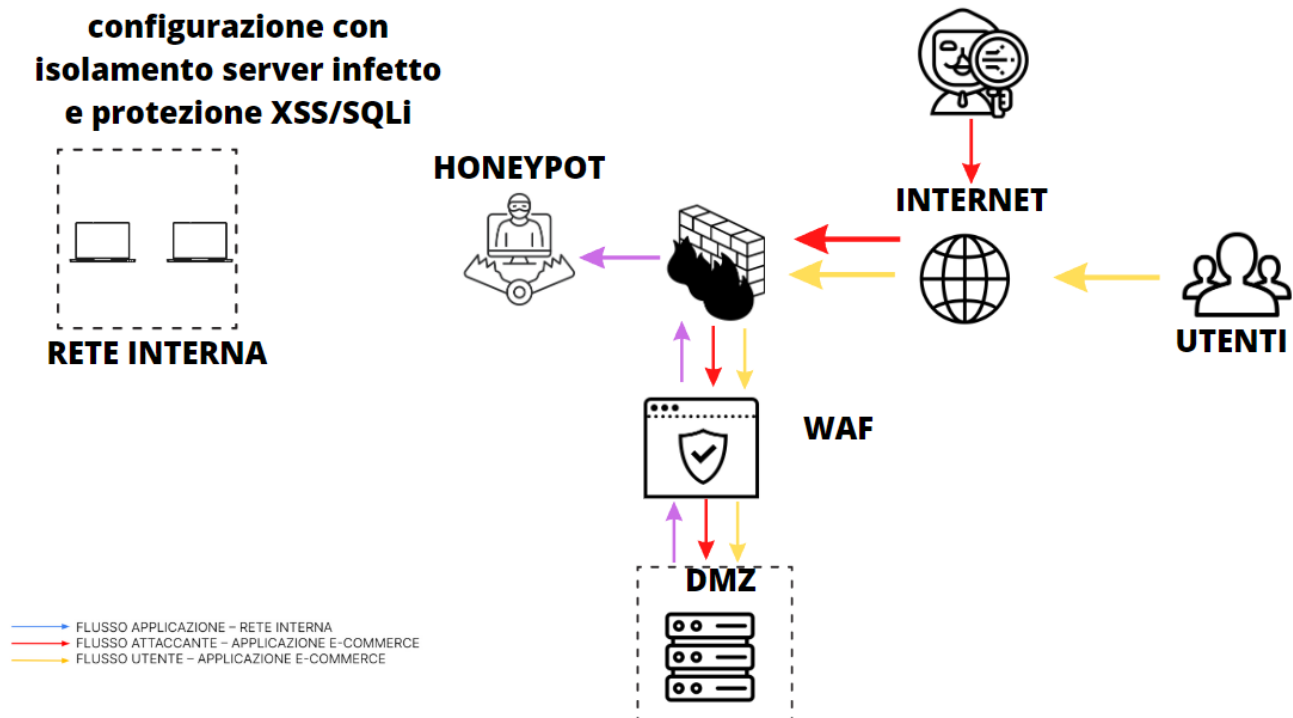 configurazione con
isolamento server infetto
e protezione XSS/SQLi
HONEYPOT
INTERNET
RETE INTERNA
UTENTI
WAF
DMZ
FLUSSO APPLICAZIONE – RETE INTERNA
FLUSSO ATTACCANTE – APPLICAZIONE E-COMMERCE
FLUSSO UTENTE – APPLICAZIONE E-COMMERCE